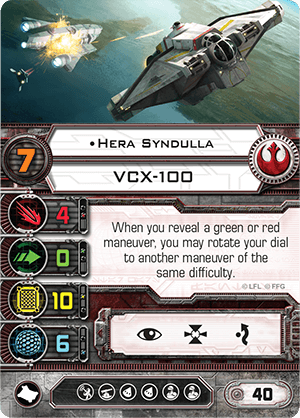 •Hera Syndulla
7
VCX-100
4
When you reveal a green or red
maneuver, you may rotate your dial
to another maneuver of the
same difficulty.
©LFL ©FFG
0
10
6
40